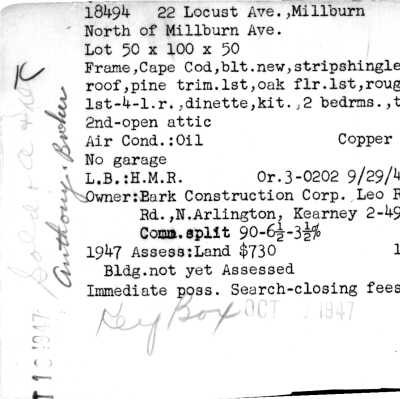 18494 22 Locust Ave.,Millburn
North of Millburn Ave.
Lot 50 x 100 x 50
Frame,Cape Cod,blt.new,stripshingle
roof,pine trim.1st,oak flr.1st,roug
1st-4-l.r.,dinette,kit.,2 bedrms.,t
2nd-open attic
Air Cond.:Oil Copper
No garage
L.B.:H.M.R. Or.3-0202 9/29/4
Owner:Bark Construction Corp. Leo R
Rd.,N.Arlington, Kearney 2-49
Comm.split 90-6½-3½%
1947 Assess:Land $730 1
Bldg.not yet Assessed
Immediate poss. Search-closing fees
Key Box OCT 1947
Sold
Anthony. Broker
T 1 1947